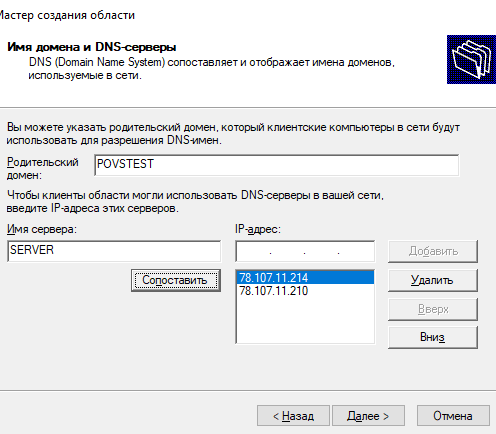 Мастер создания области
Имя домена и DNS-серверы
DNS (Domain Name System) сопоставляет и отображает имена доменов,
используемые в сети.
Вы можете указать родительский домен, который клиентские компьютеры в сети будут
использовать для разрешения DNS-имен.
Родительский
домен:
POVSTEST
Чтобы клиенты области могли использовать DNS-серверы в вашей сети,
введите IP-адреса этих серверов.
Имя сервера:
IP-адрес:
SERVER
. . .
Добавить
Сопоставить
78.107.11.214
Удалить
78.107.11.210
Вверх
Вниз
< Назад
Далее >
Отмена